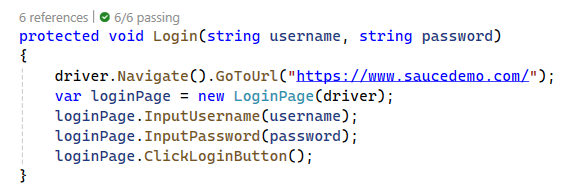 6 references | 6/6 passing
protected void Login(string username, string password)
{
driver.Navigate().GoToUrl("https://www.saucedemo.com/");
var loginPage = new LoginPage(driver);
loginPage.InputUsername(username);
loginPage.InputPassword(password);
loginPage.ClickLoginButton();
}